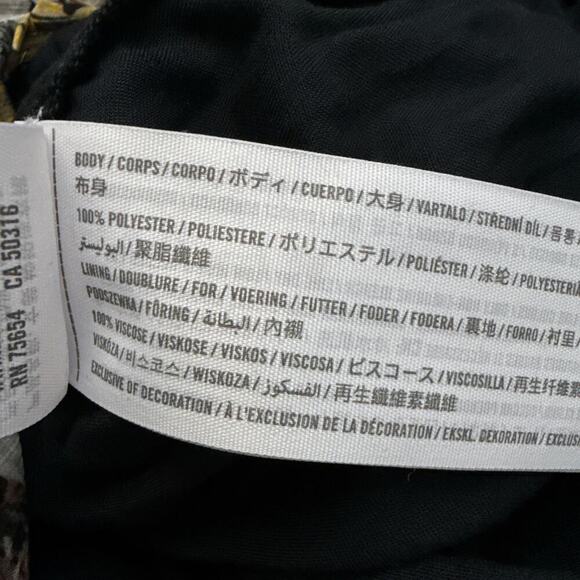 BODY / CORPS / CORPO / ボディ / CUERPO / 大身 / VARTALO / STŘEDNÍ DÍL / 몸통
布身
100% POLYESTER / POLIESTERE / ポリエステル / POLIÉSTER / 涤纶 / POLYESTERIÄ
البوليستر / 聚脂纖維
LINING / DOUBLURE / FOR / VOERING / FUTTER / FODER / FODERA / 裏地 / FORRO / 衬里 /
PODSZEWKA / FÖRING / البطانة / 內襯
100% VISCOSE / VISKOSE / VISKOS / VISCOSA / ビスコース / VISCOSILLA / 再生纤维素
VISKÓZA / 비스코스 / WISKOZA / الفسكوز / 再生纖維素纖維
EXCLUSIVE OF DECORATION / À L'EXCLUSION DE LA DÉCORATION / EKSKL. DEKORATION / EXCLUS
RN 75654 CA 50316